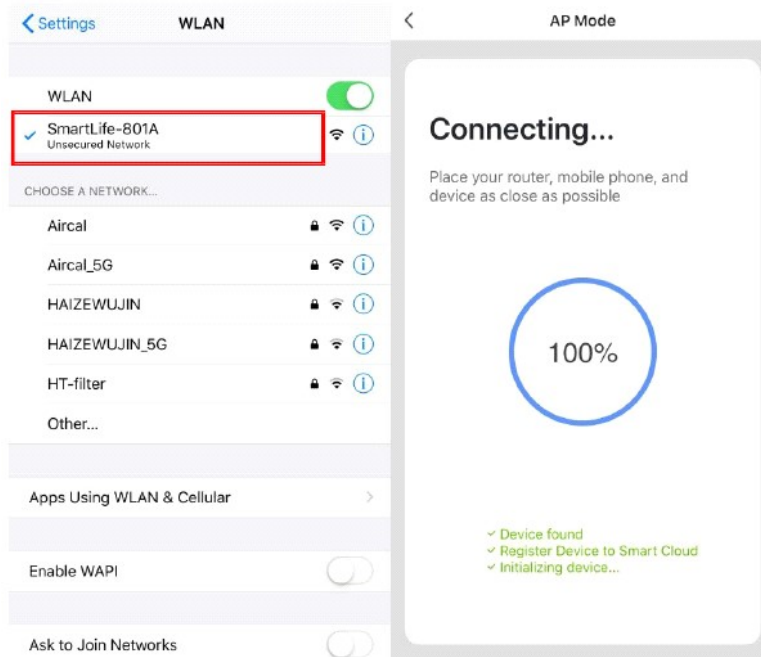 Settings
WLAN
WLAN
SmartLife-801A
Unsecured Network
CHOOSE A NETWORK...
Aircal
Aircal_5G
HAIZEWUJIN
HAIZEWUJIN_5G
HT-filter
Other...
Apps Using WLAN & Cellular
Enable WAPI
Ask to Join Networks
AP Mode
Connecting...
Place your router, mobile phone, and
device as close as possible
100%
Device found
Register Device to Smart Cloud
Initializing device...